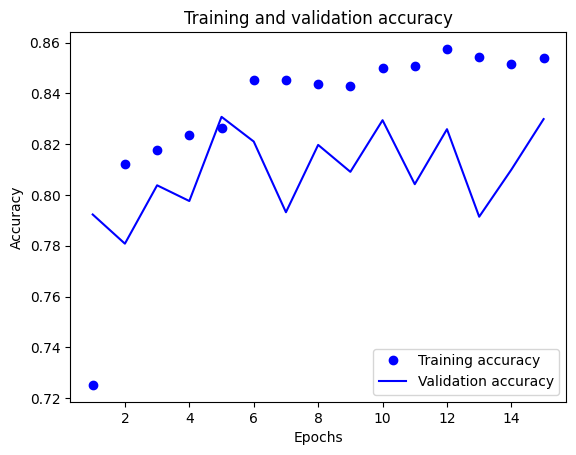 Training and validation accuracy
Accuracy
0.86
0.84
0.82
0.80
0.78
0.76
0.74
0.72
Training accuracy
Validation accuracy
2 4 6 8 10 12 14
Epochs